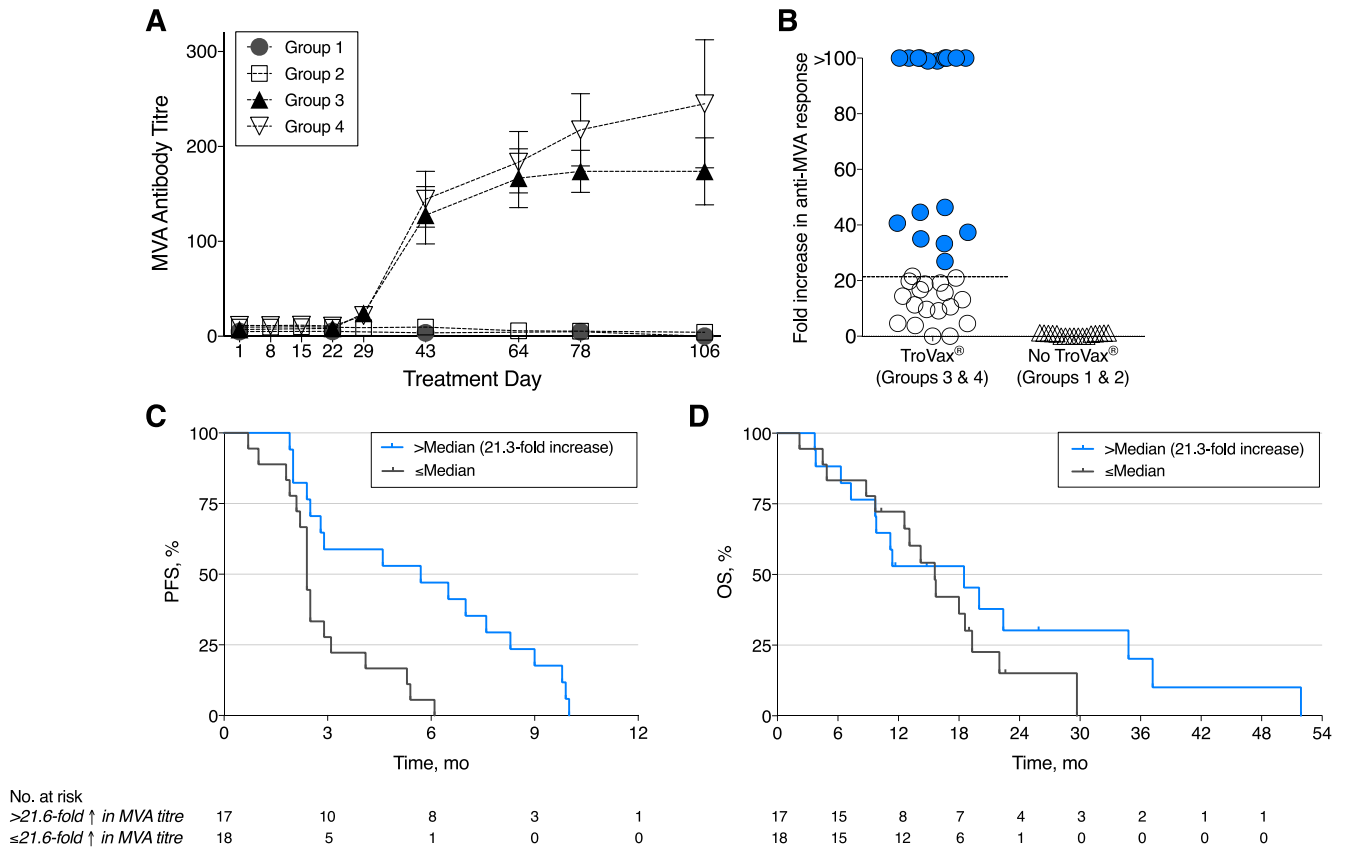 A
MVA Antibody Titre
300
200
100
0
Group 1
Group 2
Group 3
Group 4
1 8 15 22 29 43 64 78 106
Treatment Day
B
Fold increase in anti-MVA response
>100
80
60
40
20
0
TroVax® No TroVax®
(Groups 3 & 4) (Groups 1 & 2)
C
PFS, %
100
75
50
25
0
>Median (21.3-fold increase)
≤Median
0 3 6 9 12
Time, mo
D
OS, %
100
75
50
25
0
>Median (21.3-fold increase)
≤Median
0 6 12 18 24 30 36 42 48 54
Time, mo
No. at risk
>21.6-fold ↑ in MVA titre 17 10 8 3 1 17 15 8 7 4 3 2 1 1
≤21.6-fold ↑ in MVA titre 18 5 1 0 0 18 15 12 6 1 0 0 0 0